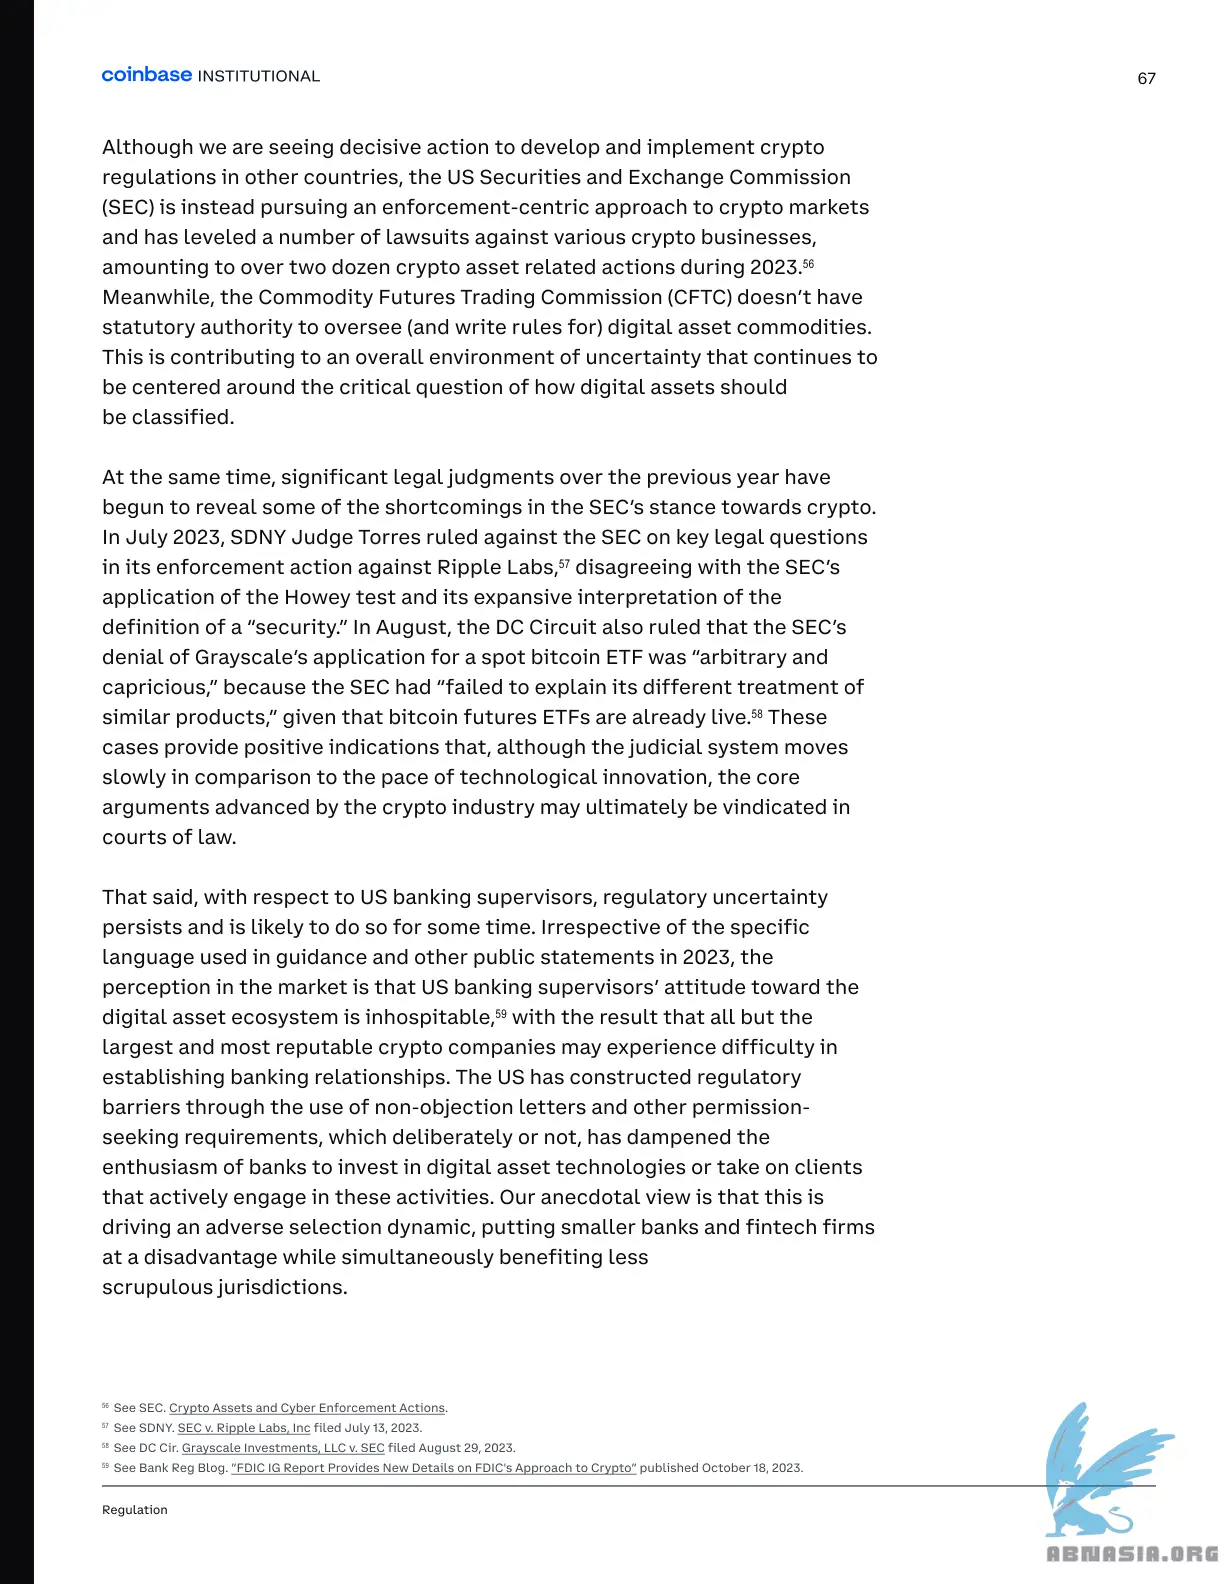 coinbase INSTITUTIONAL
67
Although we are seeing decisive action to develop and implement crypto
regulations in other countries, the US Securities and Exchange Commission
(SEC) is instead pursuing an enforcement-centric approach to crypto markets
and has leveled a number of lawsuits against various crypto businesses,
amounting to over two dozen crypto asset related actions during 2023.56
Meanwhile, the Commodity Futures Trading Commission (CFTC) doesn’t have
statutory authority to oversee (and write rules for) digital asset commodities.
This is contributing to an overall environment of uncertainty that continues to
be centered around the critical question of how digital assets should
be classified.
At the same time, significant legal judgments over the previous year have
begun to reveal some of the shortcomings in the SEC’s stance towards crypto.
In July 2023, SDNY Judge Torres ruled against the SEC on key legal questions
in its enforcement action against Ripple Labs,57 disagreeing with the SEC’s
application of the Howey test and its expansive interpretation of the
definition of a “security.” In August, the DC Circuit also ruled that the SEC’s
denial of Grayscale’s application for a spot bitcoin ETF was “arbitrary and
capricious,” because the SEC had “failed to explain its different treatment of
similar products,” given that bitcoin futures ETFs are already live.58 These
cases provide positive indications that, although the judicial system moves
slowly in comparison to the pace of technological innovation, the core
arguments advanced by the crypto industry may ultimately be vindicated in
courts of law.
That said, with respect to US banking supervisors, regulatory uncertainty
persists and is likely to do so for some time. Irrespective of the specific
language used in guidance and other public statements in 2023, the
perception in the market is that US banking supervisors’ attitude toward the
digital asset ecosystem is inhospitable,59 with the result that all but the
largest and most reputable crypto companies may experience difficulty in
establishing banking relationships. The US has constructed regulatory
barriers through the use of non-objection letters and other permission-
seeking requirements, which deliberately or not, has dampened the
enthusiasm of banks to invest in digital asset technologies or take on clients
that actively engage in these activities. Our anecdotal view is that this is
driving an adverse selection dynamic, putting smaller banks and fintech firms
at a disadvantage while simultaneously benefiting less
scrupulous jurisdictions.
56 See SEC. Crypto Assets and Cyber Enforcement Actions.
57 See SDNY. SEC v. Ripple Labs, Inc filed July 13, 2023.
58 See DC Cir. Grayscale Investments, LLC v. SEC filed August 29, 2023.
59 See Bank Reg Blog. “FDIC IG Report Provides New Details on FDIC's Approach to Crypto” published October 18, 2023.
Regulation
ABNASIA.ORG